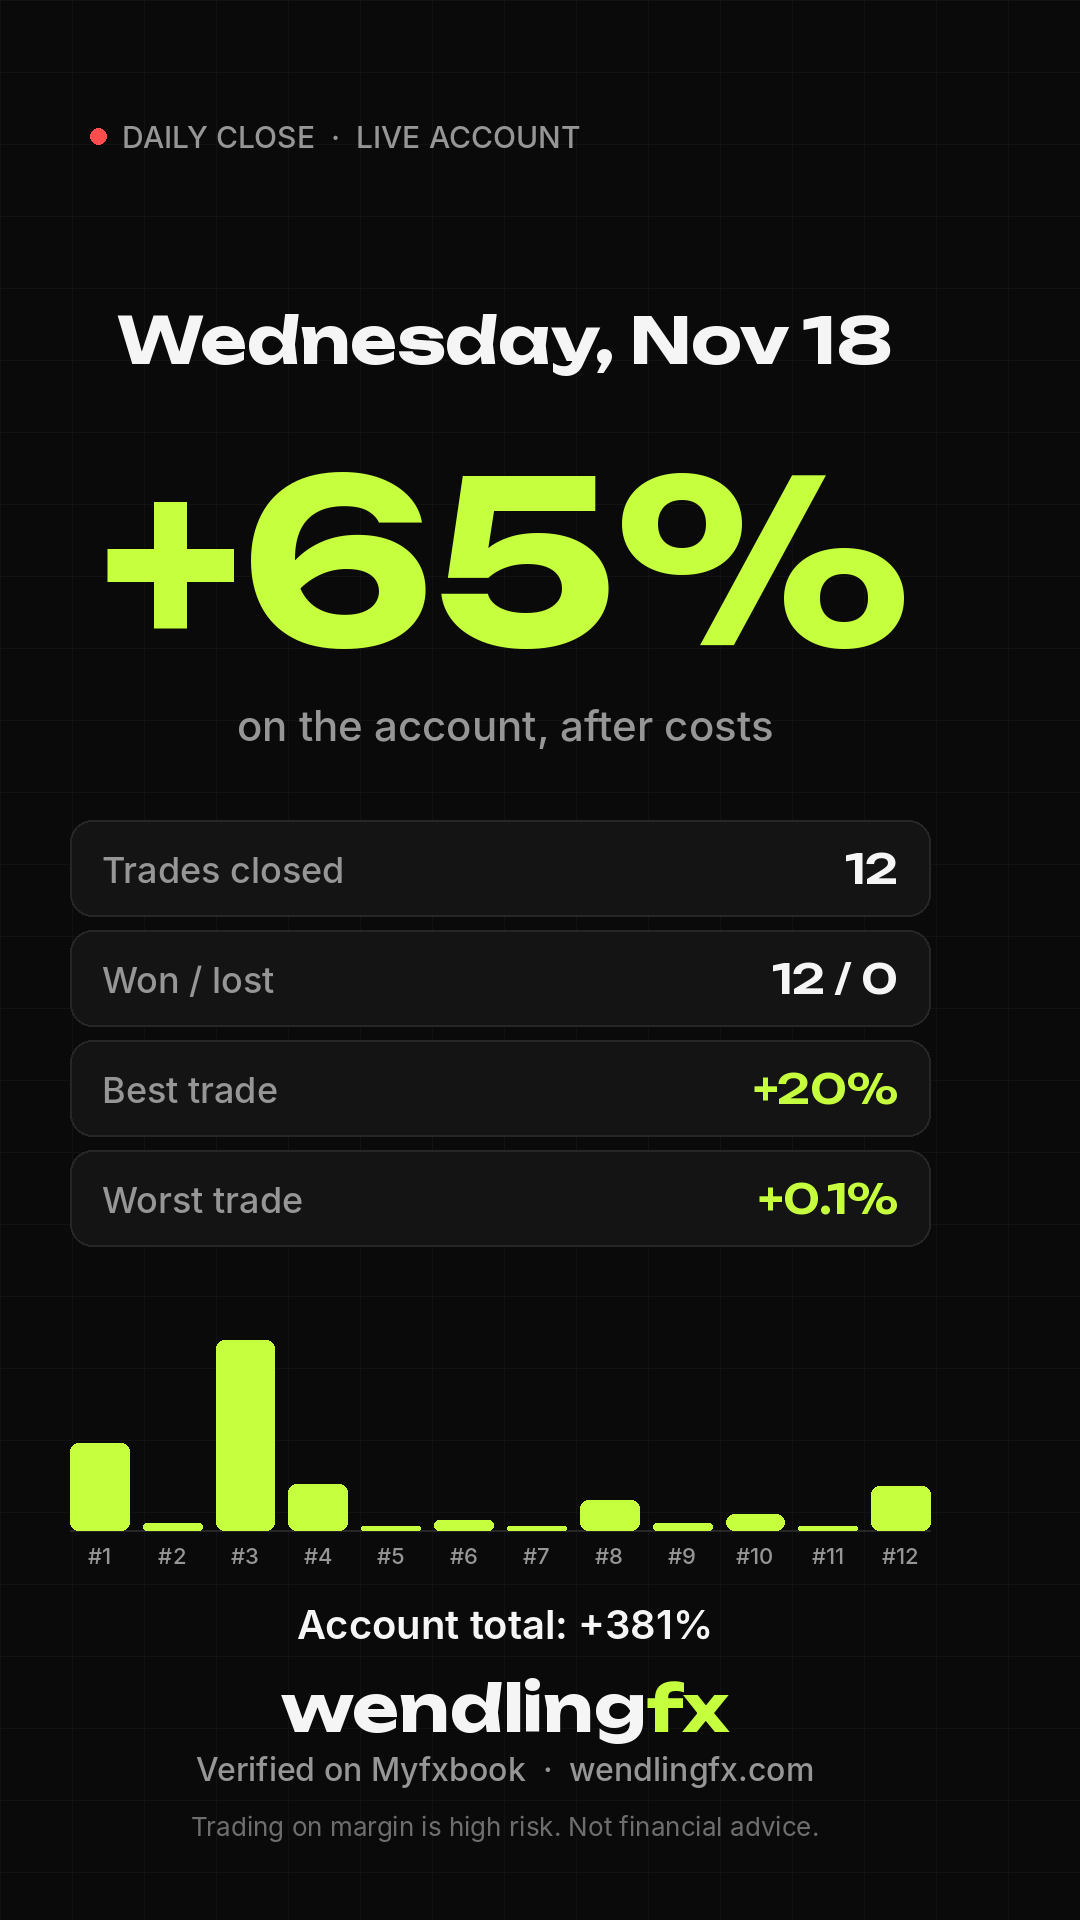 DAILY CLOSE · LIVE ACCOUNT
Wednesday, Nov 18
+65%
on the account, after costs
Trades closed 12
Won / lost 12 / 0
Best trade +20%
Worst trade +0.1%
#1 #2 #3 #4 #5 #6 #7 #8 #9 #10 #11 #12
Account total: +381%
wendlingfx
Verified on Myfxbook · wendlingfx.com
Trading on margin is high risk. Not financial advice.